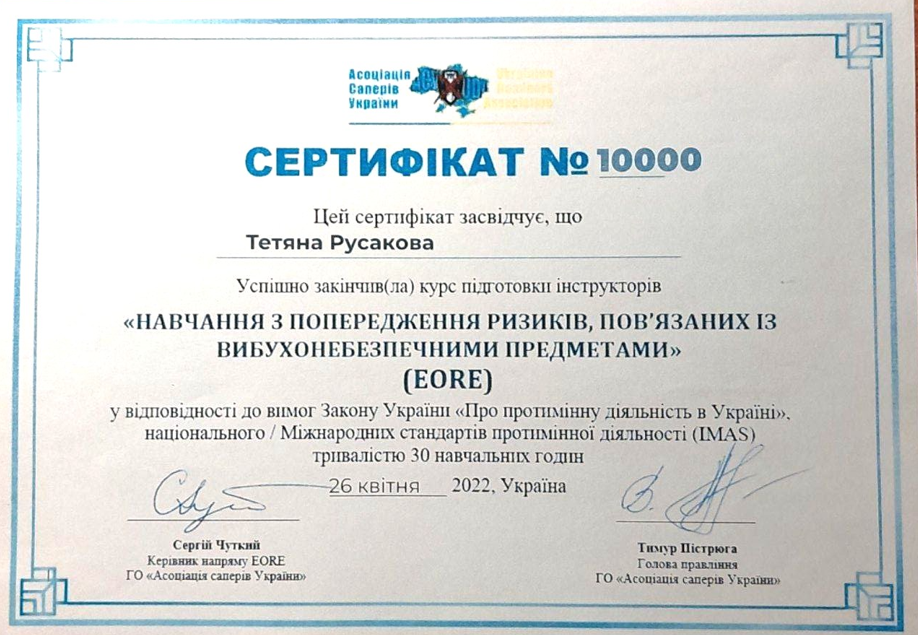 Асоціація
Саперів
України
СЕРТИФІКАТ № 10000
Цей сертифікат засвідчує, що
Тетяна Русакова
Успішно закінчив(ла) курс підготовки інструкторів
«НАВЧАННЯ З ПОПЕРЕДЖЕННЯ РИЗИКІВ, ПОВ’ЯЗАНИХ ІЗ
ВИБУХОНЕБЕЗПЕЧНИМИ ПРЕДМЕТАМИ»
(EORE)
у відповідності до вимог Закону України «Про протимінну діяльність в Україні»,
національного / Міжнародних стандартів протимінної діяльності (IMAS)
тривалістю 30 навчальних годин
26 квітня 2022, Україна
Сергій Чуткий
Керівник напряму EORE
ГО «Асоціація саперів України»
Тимур Пістрюга
Голова правління
ГО «Асоціація саперів України»